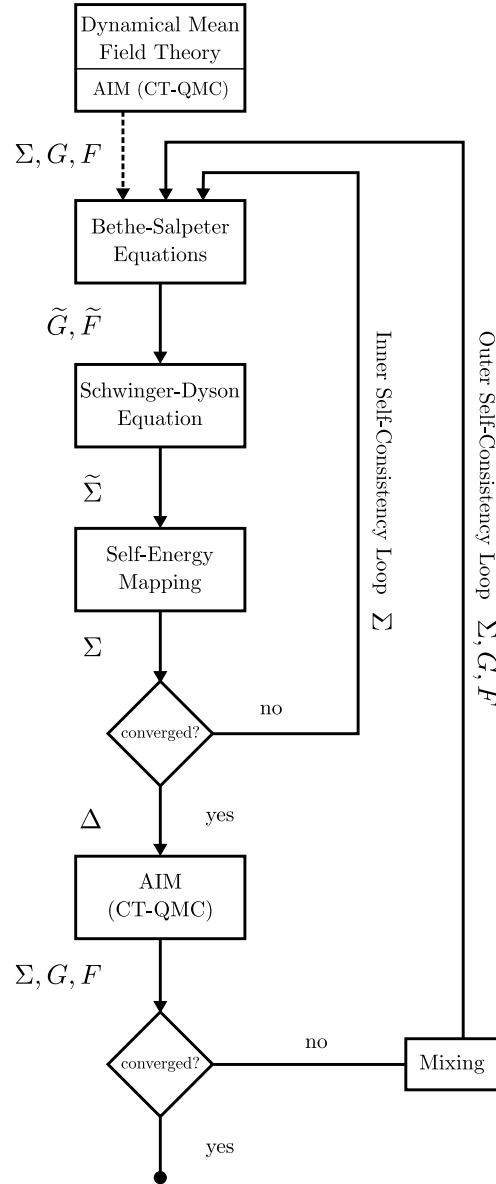 Dynamical Mean
Field Theory
AIM (CT-QMC)
Σ, G, F
Bethe-Salpeter
Equations
G̃, F̃
Schwinger-Dyson
Equation
Σ̃
Self-Energy
Mapping
Σ
converged?
no
Inner Self-Consistency Loop Σ
Δ
yes
AIM
(CT-QMC)
Σ, G, F
converged?
no
Mixing
Outer Self-Consistency Loop Σ, G, F
yes